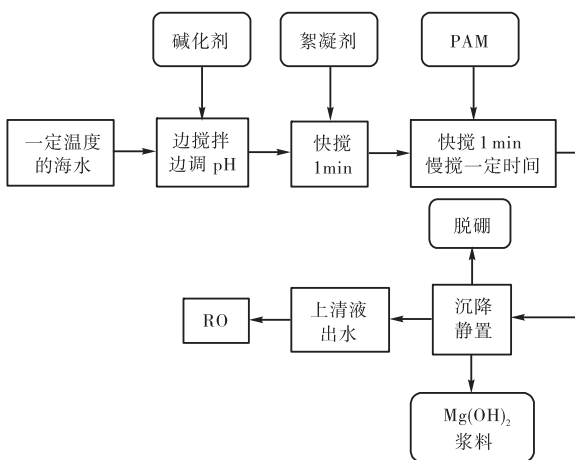 碱化剂
絮凝剂
PAM
一定温度
的海水
边搅拌
边调 pH
快搅
1min
快搅 1 min
慢搅一定时间
脱硼
RO
上清液
出水
沉降
静置
Mg(OH)₂
浆料